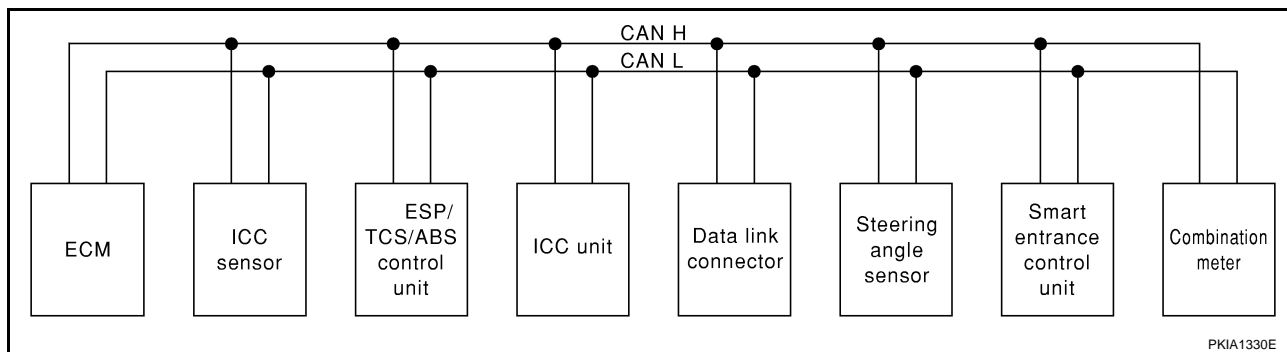 CAN H
CAN L
ECM
ICC
sensor
ESP/
TCS/ABS
control
unit
ICC unit
Data link
connector
Steering
angle
sensor
Smart
entrance
control
unit
Combination
meter
PKIA1330E